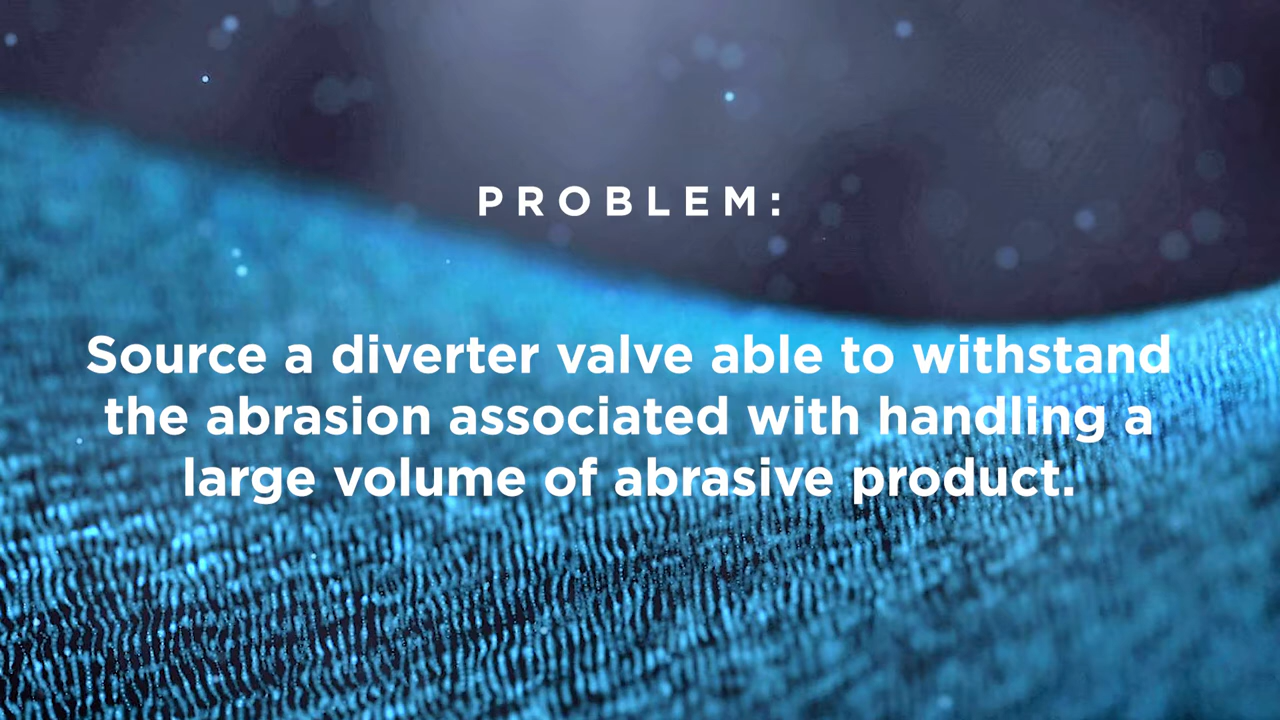 PROBLEM:
Source a diverter valve able to withstand
the abrasion associated with handling a
large volume of abrasive product.